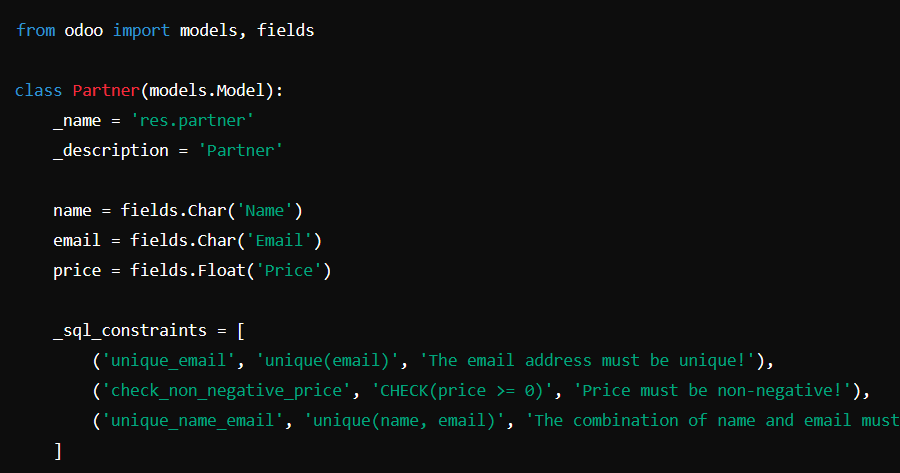 from odoo import models, fields
class Partner(models.Model):
    _name = 'res.partner'
    _description = 'Partner'
    name = fields.Char('Name')
    email = fields.Char('Email')
    price = fields.Float('Price')
    _sql_constraints = [
        ('unique_email', 'unique(email)', 'The email address must be unique!'),
        ('check_non_negative_price', 'CHECK(price >= 0)', 'Price must be non-negative!'),
        ('unique_name_email', 'unique(name, email)', 'The combination of name and email must
    ]